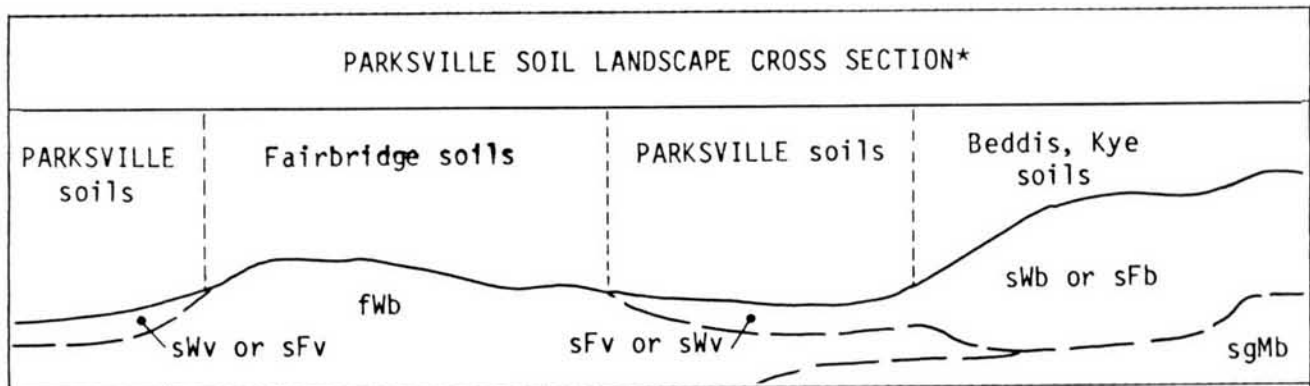 PARKSVILLE SOIL LANDSCAPE CROSS SECTION*
PARKSVILLE
soils
Fairbridge soils
PARKSVILLE soils
Beddis, Kye
soils
sWv or sFv
fWb
sFv or sWv
sWb or sFb
sgMb